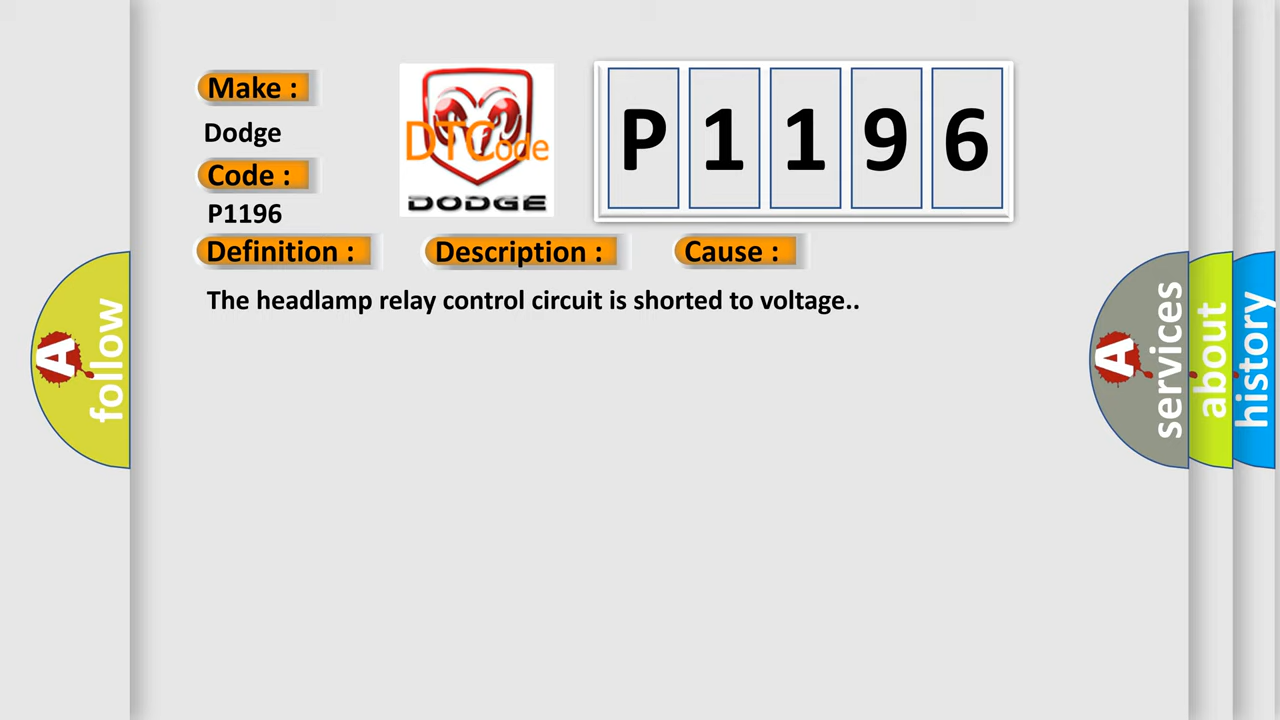 Make :
Dodge
Code :
P1196
DTCode
DODGE
P 1 1 9 6
Definition : Description : Cause :
The headlamp relay control circuit is shorted to voltage..
A follow
A services
about
history